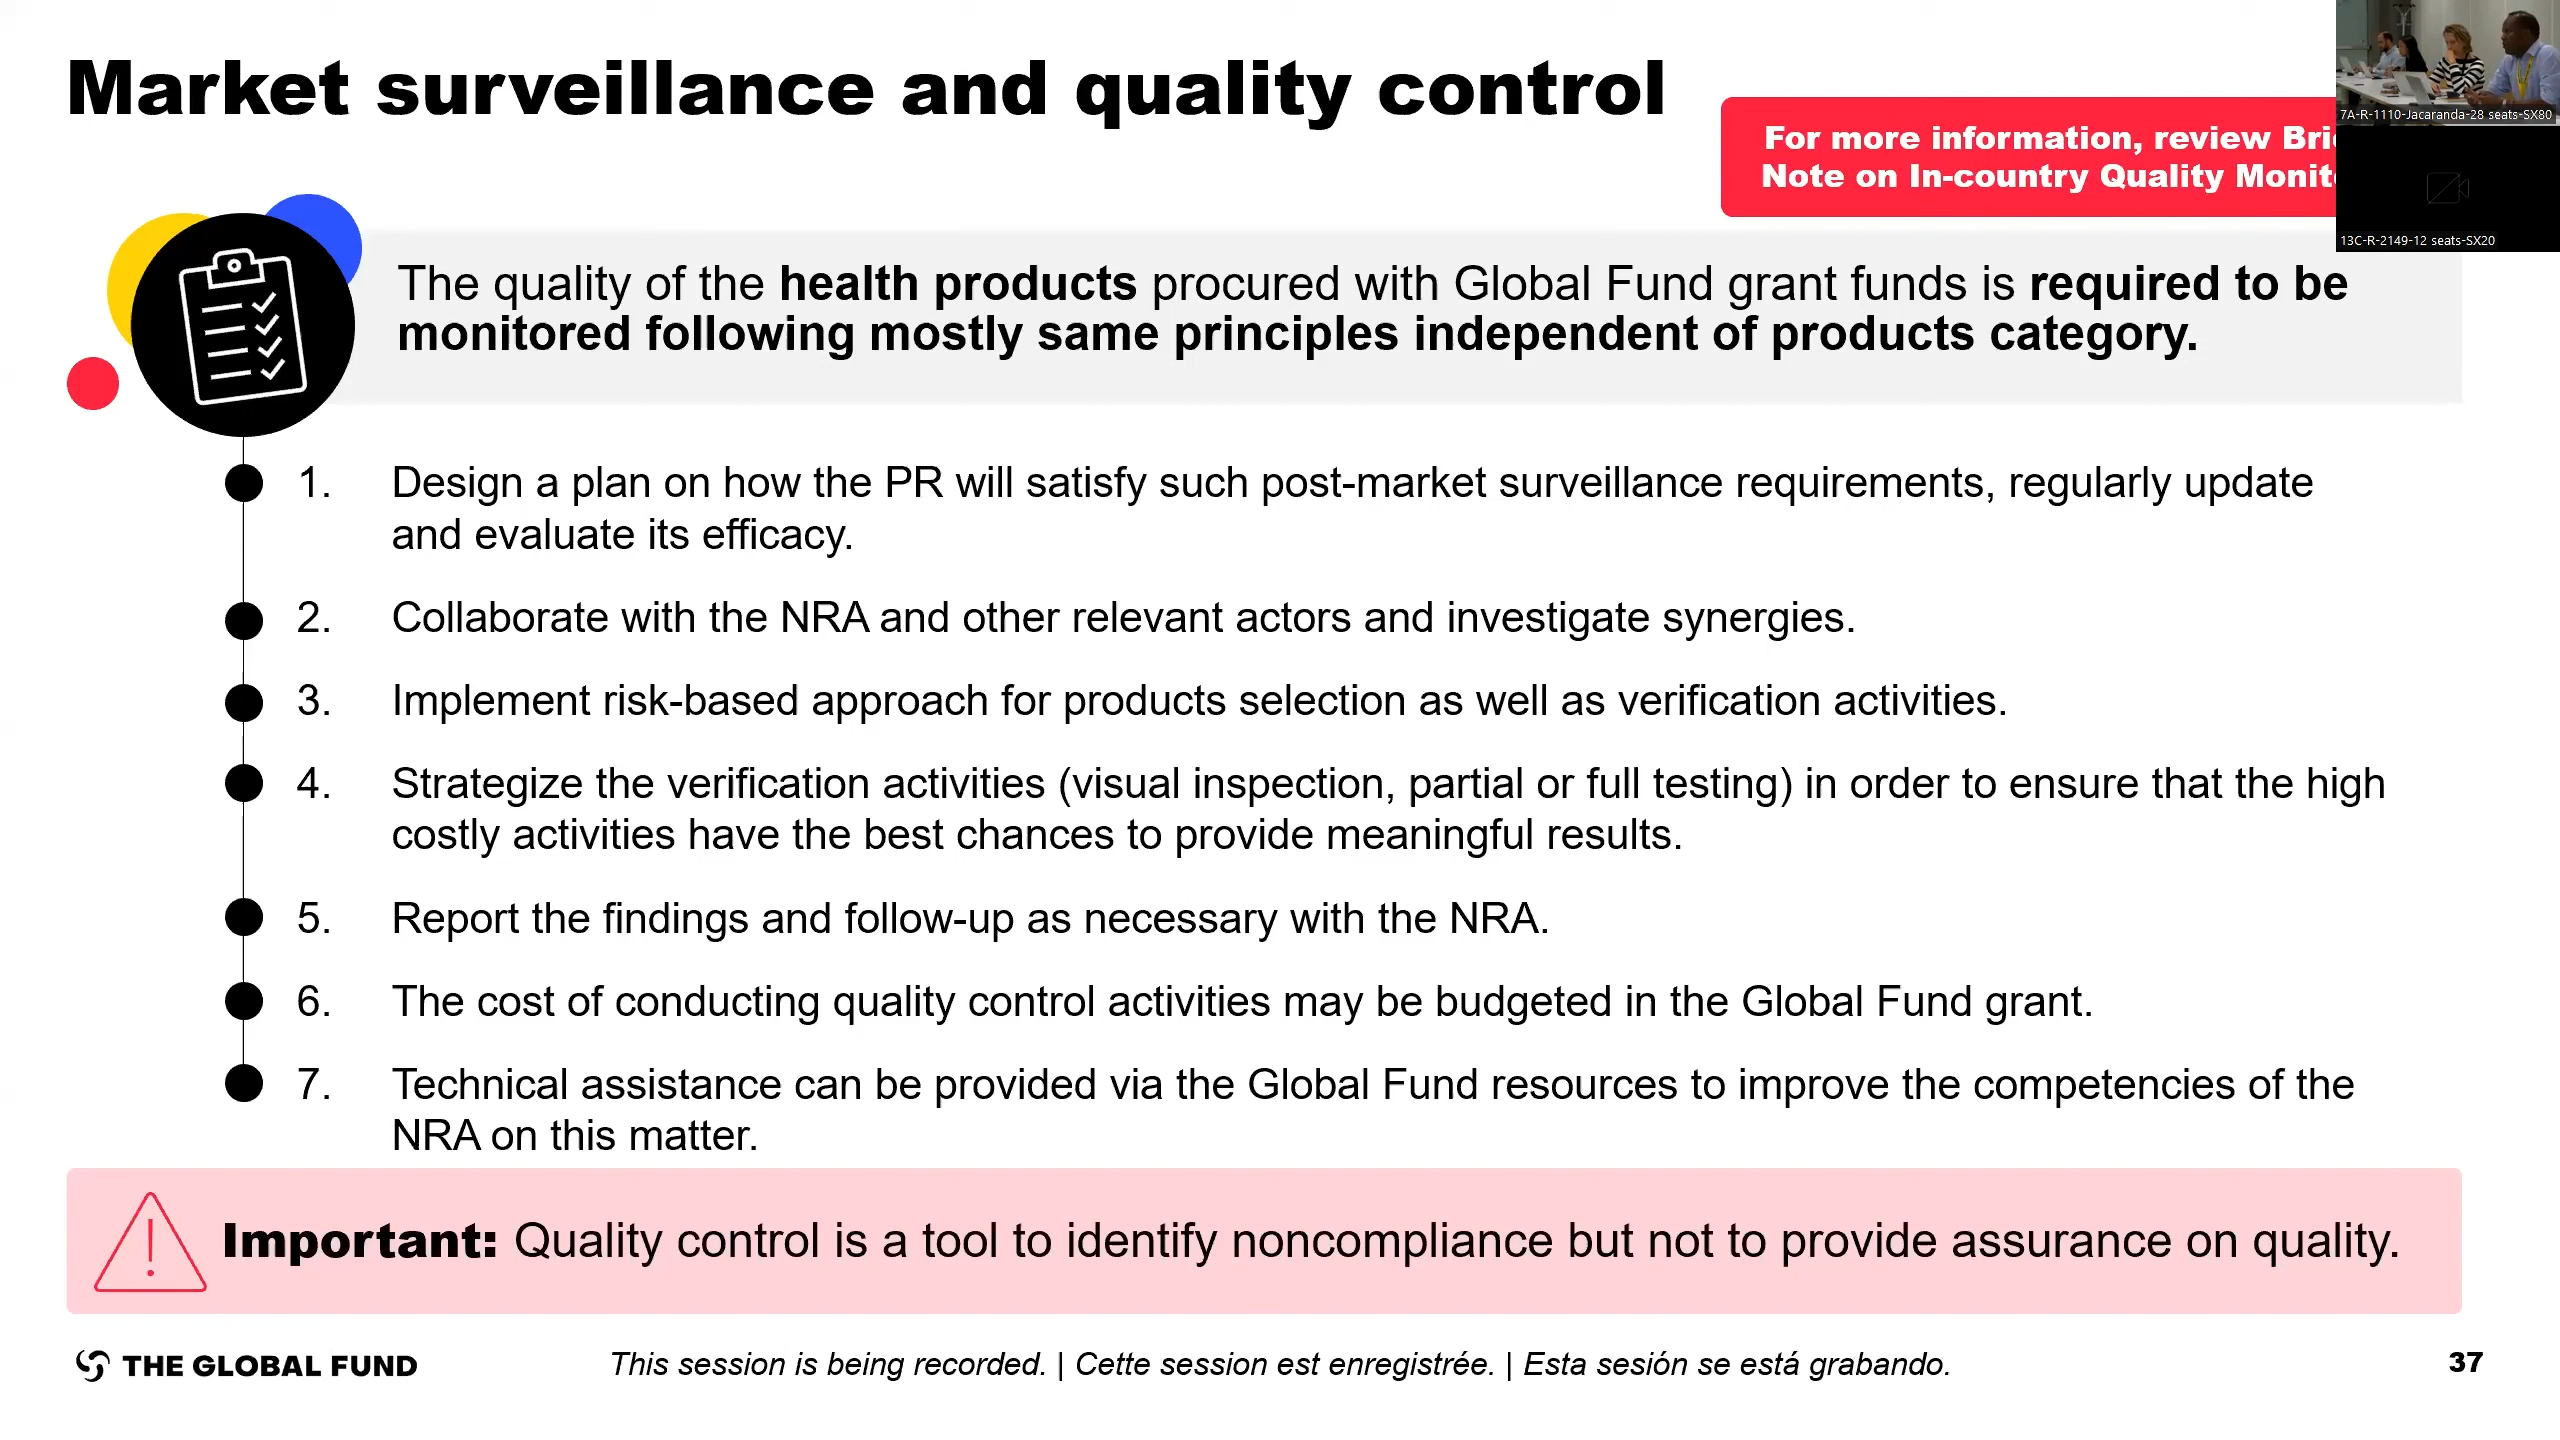 Market surveillance and quality control
7A-R-1110-Jacaranda-28 seats-SX80
For more information, review
Note on In-country Quality
13C-R-2149-12 seats-SX20
The quality of the health products procured with Global Fund grant funds is required to be
monitored following mostly same principles independent of products category.
1. Design a plan on how the PR will satisfy such post-market surveillance requirements, regularly update
and evaluate its efficacy.
2. Collaborate with the NRA and other relevant actors and investigate synergies.
3. Implement risk-based approach for products selection as well as verification activities.
4. Strategize the verification activities (visual inspection, partial or full testing) in order to ensure that the high
costly activities have the best chances to provide meaningful results.
5. Report the findings and follow-up as necessary with the NRA.
6. The cost of conducting quality control activities may be budgeted in the Global Fund grant.
7. Technical assistance can be provided via the Global Fund resources to improve the competencies of the
NRA on this matter.
Important: Quality control is a tool to identify noncompliance but not to provide assurance on quality.
THE GLOBAL FUND
This session is being recorded. | Cette session est enregistrée. | Esta sesión se está grabando.
37